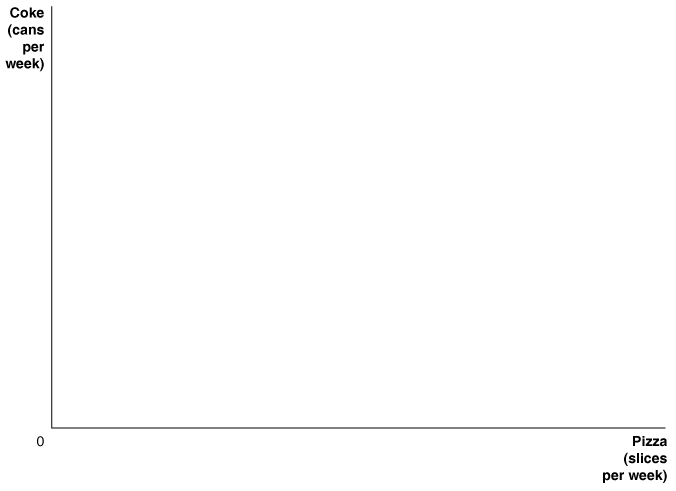 Coke
(cans
per
week)
0
Pizza
(slices
per week)